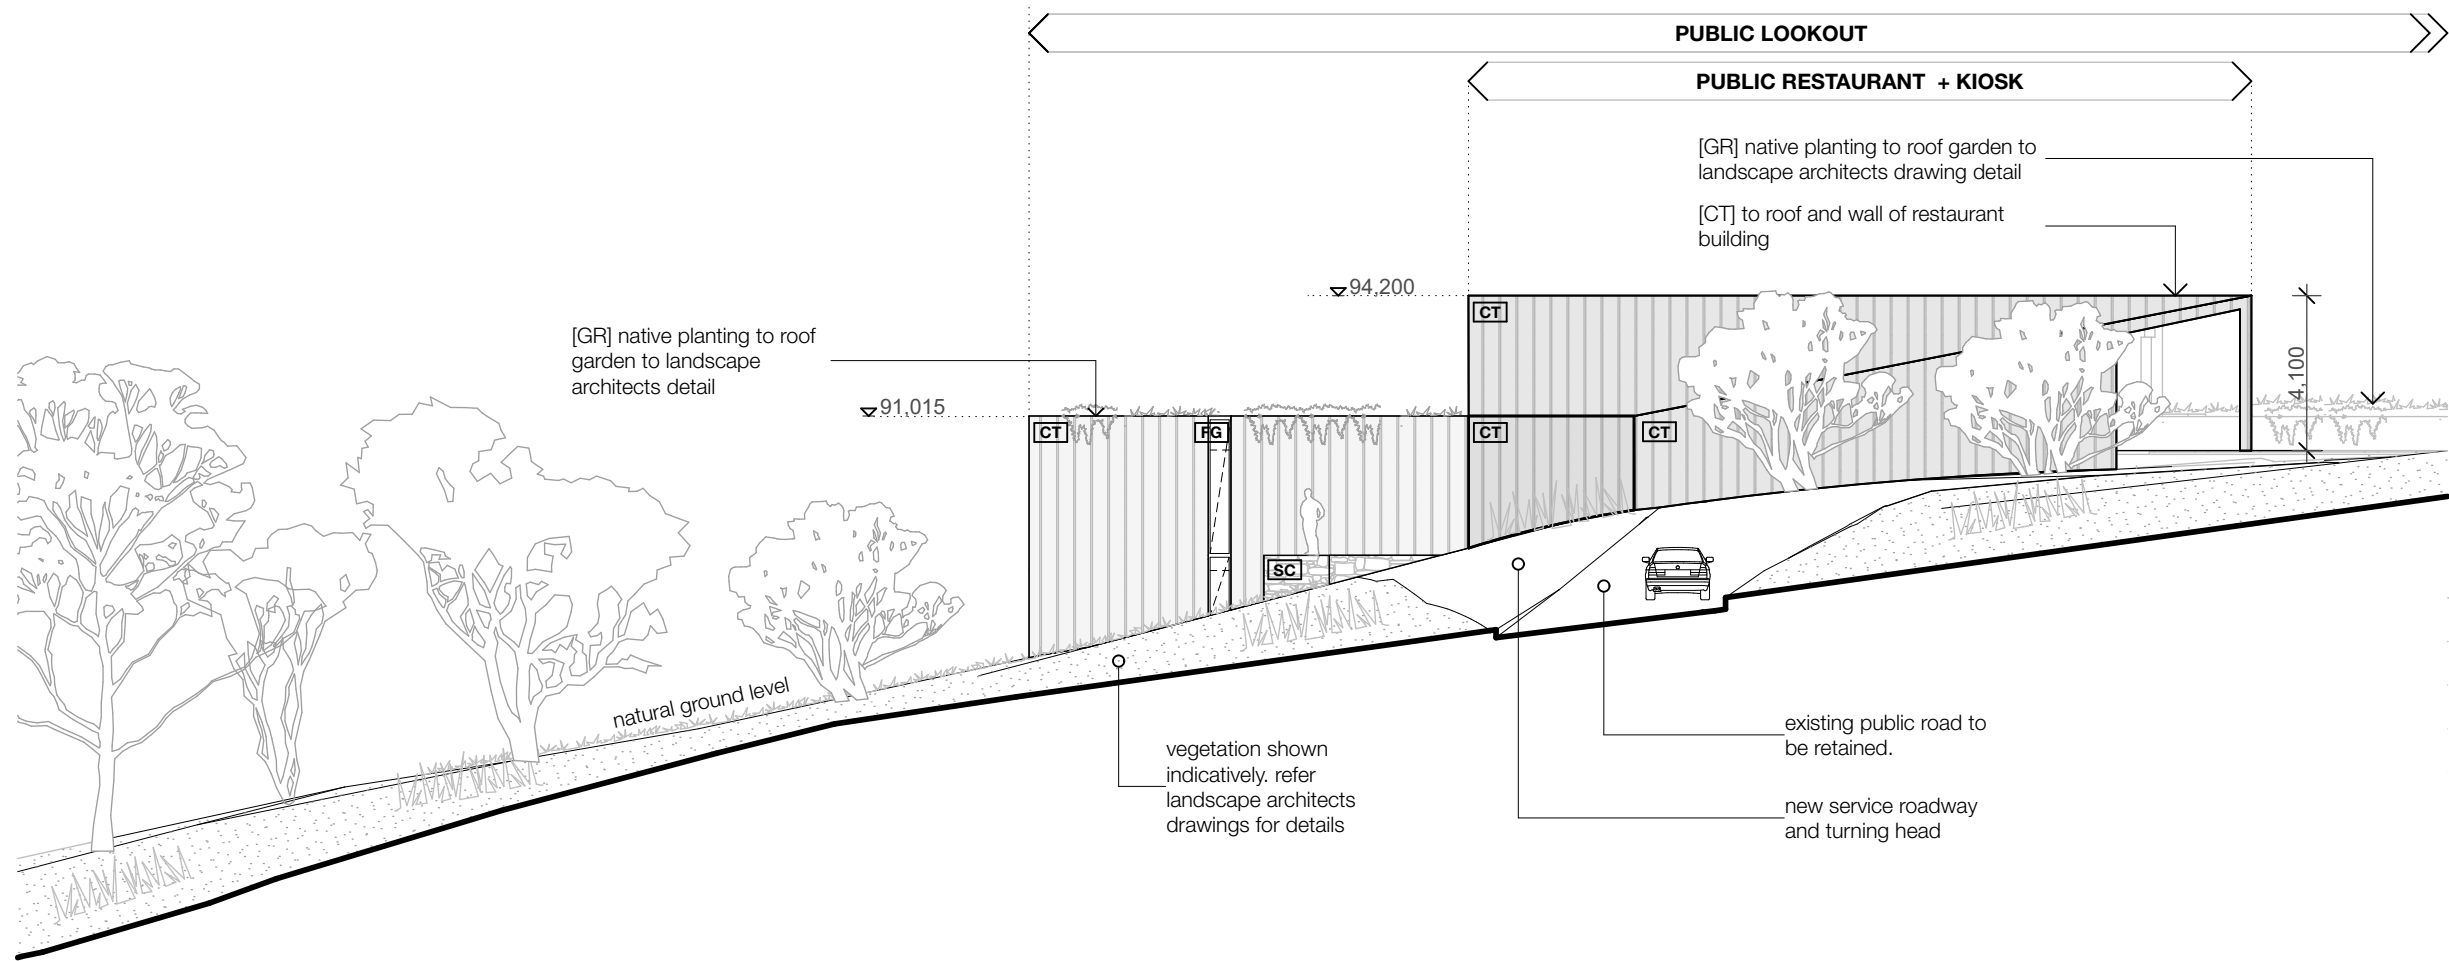 PUBLIC LOOKOUT
PUBLIC RESTAURANT + KIOSK
[GR] native planting to roof garden to
landscape architects drawing detail
[CT] to roof and wall of restaurant
building
94,200
CT
[GR] native planting to roof
garden to landscape
architects detail
4,100
91,015
CT
FG
CT
CT
SC
natural ground level
existing public road to
be retained.
vegetation shown
indicatively. refer
landscape architects
drawings for details
new service roadway
and turning head